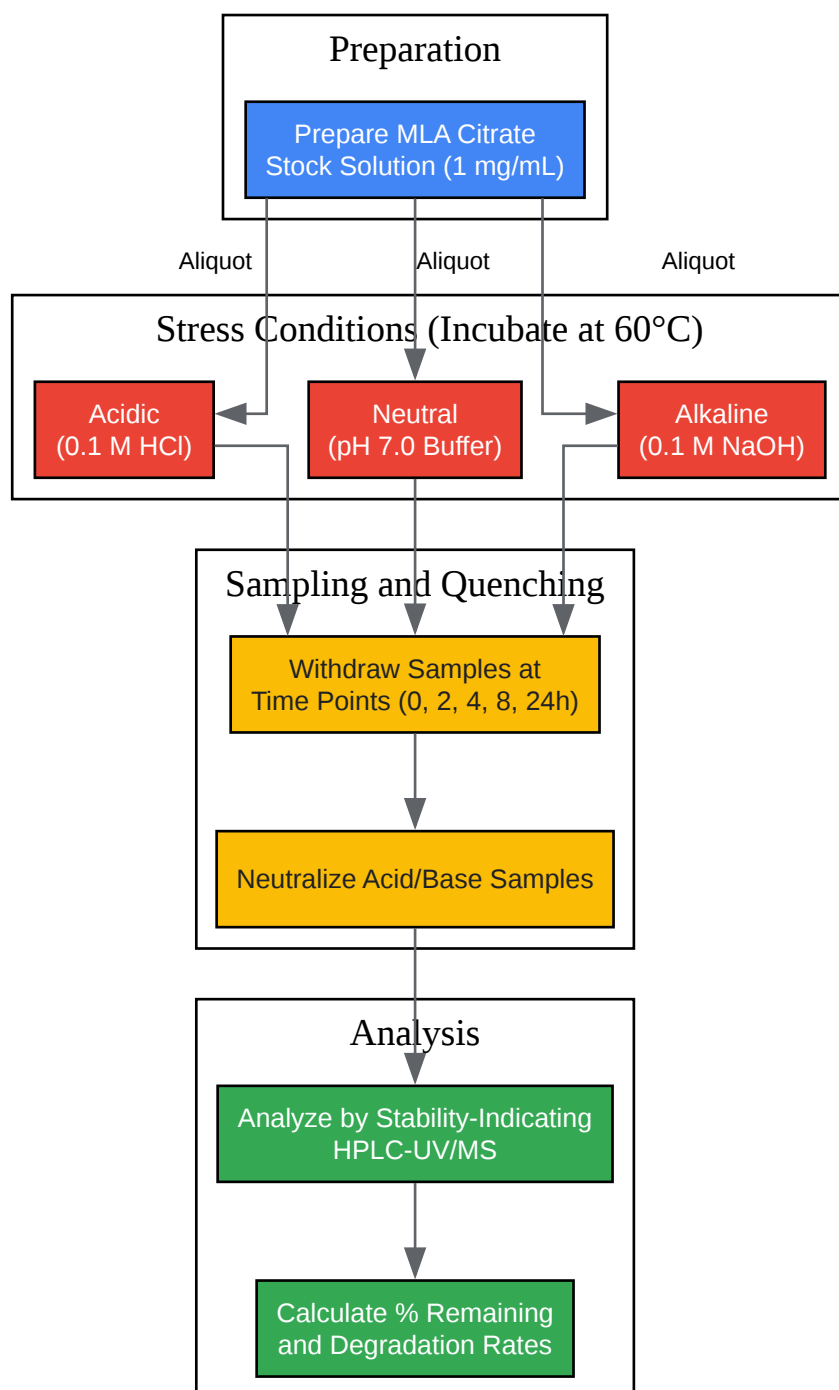 Preparation
Prepare MLA Citrate
Stock Solution (1 mg/mL)
Aliquot
Aliquot
Aliquot
Stress Conditions (Incubate at 60°C)
Acidic
(0.1 M HCl)
Neutral
(pH 7.0 Buffer)
Alkaline
(0.1 M NaOH)
Sampling and Quenching
Withdraw Samples at
Time Points (0, 2, 4, 8, 24h)
Neutralize Acid/Base Samples
Analysis
Analyze by Stability-Indicating
HPLC-UV/MS
Calculate % Remaining
and Degradation Rates